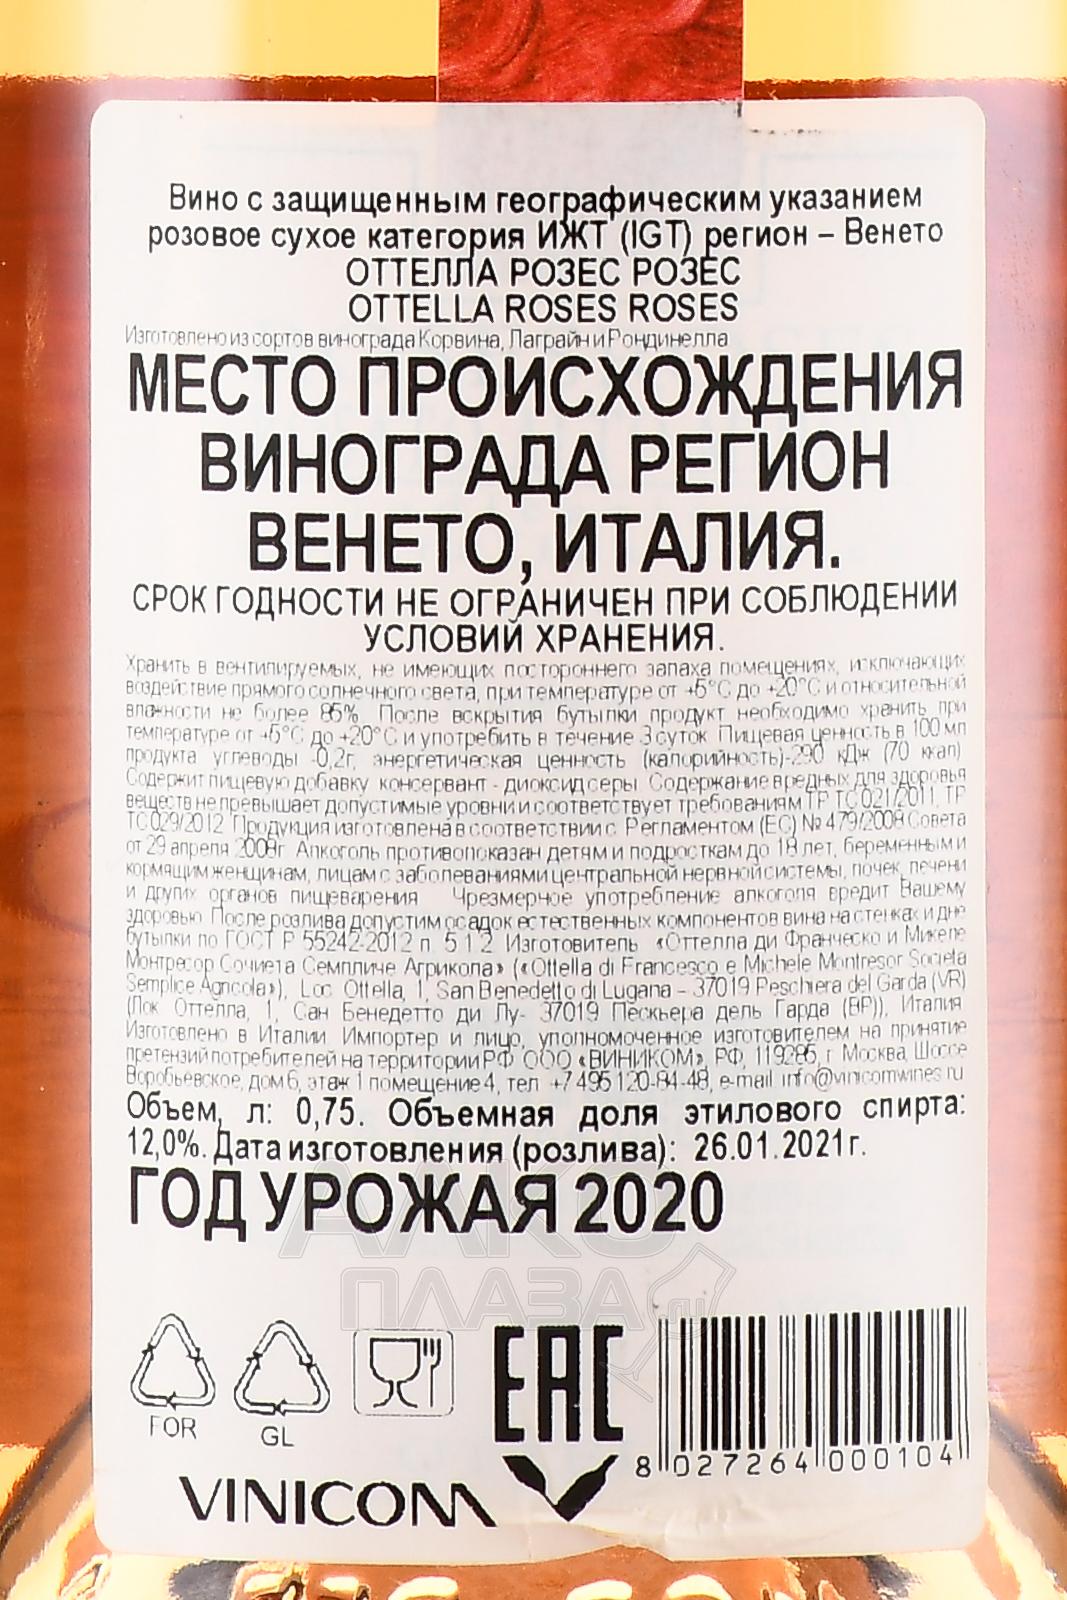 Вино с защищенным географическим указанием
розовое сухое категория ИЖТ (IGT) регион – Венето
ОТТЕЛЛА РОЗЕС РОЗЕС
OTTELLA ROSES ROSES
Изготовлено из сортов винограда Корвина, Лаграйн и Рондинелла
МЕСТО ПРОИСХОЖДЕНИЯ
ВИНОГРАДА РЕГИОН
ВЕНЕТО, ИТАЛИЯ.
СРОК ГОДНОСТИ НЕ ОГРАНИЧЕН ПРИ СОБЛЮДЕНИИ
УСЛОВИЙ ХРАНЕНИЯ.
Хранить в вентилируемых, не имеющих постороннего запаха помещениях, исключающих
воздействие прямого солнечного света, при температуре от +5°С до +20°С и относительной
влажности не более 85%. После вскрытия бутылки продукт необходимо хранить при
температуре от +5°С до +20°С и употребить в течение 3 суток. Пищевая ценность в 100 мл
продукта: углеводы -0,2г, энергетическая ценность (калорийность)-290 кДж (70 ккал).
Содержит пищевую добавку консервант - диоксид серы. Содержание вредных для здоровья
веществ не превышает допустимые уровни и соответствует требованиям ТР ТС 021/2011, ТР
ТС 029/2012. Продукция изготовлена в соответствии с Регламентом (ЕС) № 479/2008 Совета
от 29 апреля 2008г. Алкоголь противопоказан детям и подросткам до 18 лет, беременным и
кормящим женщинам, лицам с заболеваниями центральной нервной системы, почек, печени
и других органов пищеварения. Чрезмерное употребление алкоголя вредит Вашему
здоровью. После розлива допустим осадок естественных компонентов вина на стенках и дне
бутылки по ГОСТ Р 55242-2012 п. 5.1.2. Изготовитель: «Оттелла ди Франческо и Микеле
Монтресор Сочиета Семпличе Агрикола» («Ottella di Francesco e Michele Montresor Societa
Semplice Agricola»), Loc. Ottella, 1, San Benedetto di Lugana – 37019 Peschiera del Garda (VR)
(Лок. Оттелла, 1, Сан Бенедетто ди Лу- 37019 Пескьера дель Гарда (ВР)), Италия.
Изготовлено в Италии. Импортер и лицо, уполномоченное изготовителем на принятие
претензий потребителей на территории РФ: ООО «ВИНИКОМ», РФ, 119285, г. Москва, Шоссе
Воробьевское, дом 6, этаж 1 помещение 4, тел. +7 495 120-84-48, e-mail: info@vinicomwines.ru
Объем, л: 0,75. Объемная доля этилового спирта:
12,0%. Дата изготовления (розлива): 26.01.2021г.
ГОД УРОЖАЯ 2020
АЛКО
ПЛАЗА.ru
FOR
GL
EAC
8 027264 000104
VINICOM